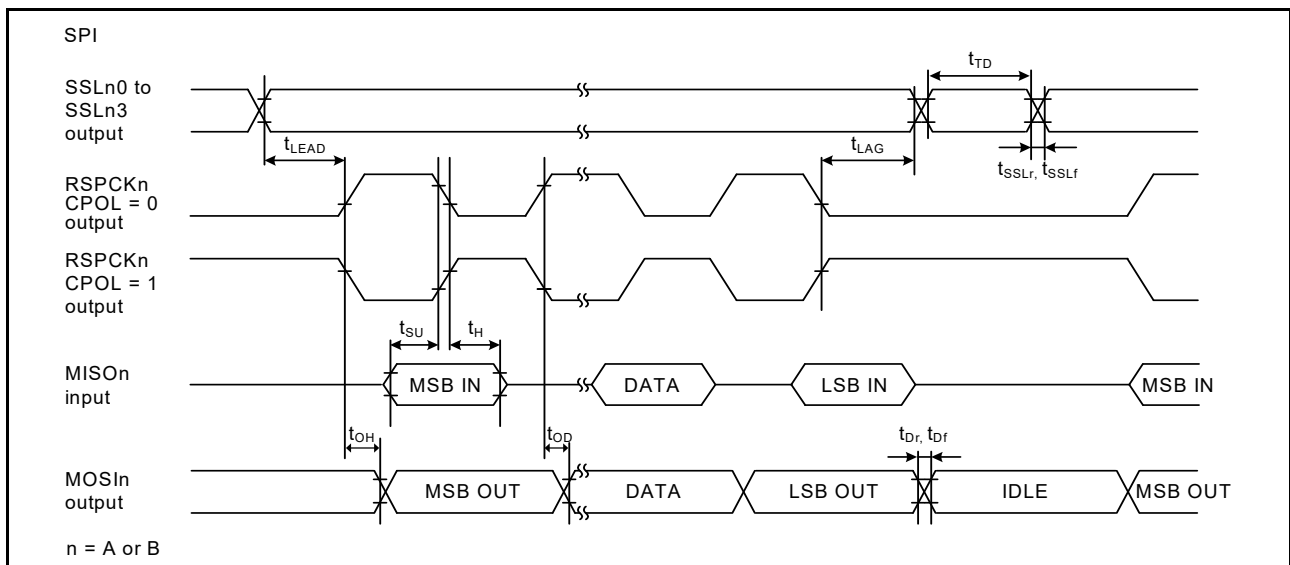 SPI
SSLn0 to
SSLn3
output
tTD
tLEAD
tLAG
tSSLr, tSSLf
RSPCKn
CPOL = 0
output
RSPCKn
CPOL = 1
output
tSU
tH
MISOn
input
MSB IN
DATA
LSB IN
MSB IN
tOH
tOD
tDr, tDf
MOSIn
output
MSB OUT
DATA
LSB OUT
IDLE
MSB OUT
n = A or B